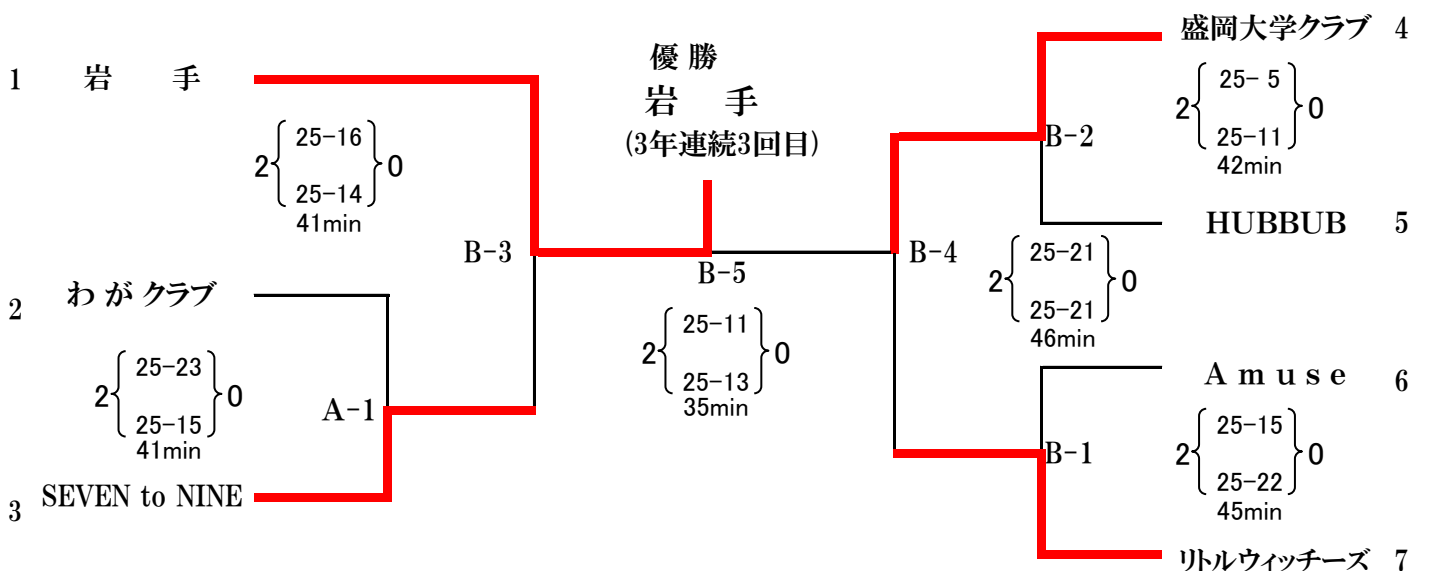 優 勝
岩 手
(3年連続3回目)
1 岩 手
25-16
2 0
25-14
41min
B-3
2 わ が クラブ
25-23
2 0
25-15
41min
A-1
3 SEVEN to NINE
B-5
25-11
2 0
25-13
35min
盛岡大学クラブ 4
25- 5
2 0
25-11
42min
B-2
HUBBUB 5
B-4
25-21
2 0
25-21
46min
A m u s e 6
25-15
2 0
25-22
45min
B-1
リトルウィッチーズ 7